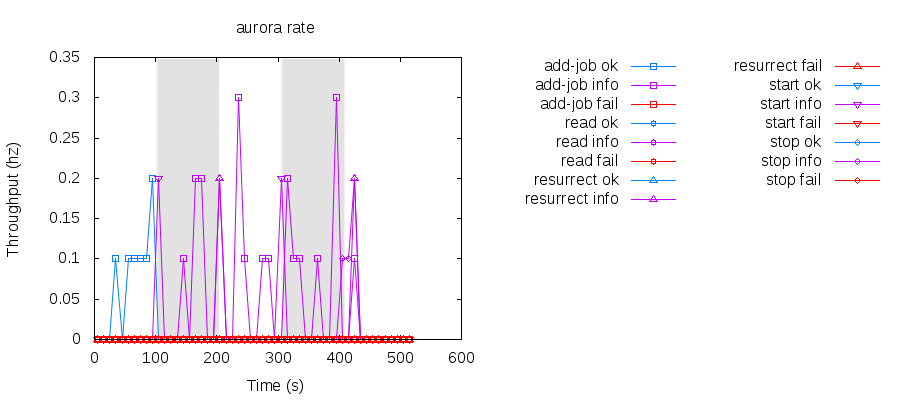 aurora rate
0.35
0.3
0.25
0.2
0.15
0.1
0.05
0
0 100 200 300 400 500 600
Throughput (hz)
Time (s)
add-job ok
add-job info
add-job fail
read ok
read info
read fail
resurrect ok
resurrect info
resurrect fail
start ok
start info
start fail
stop ok
stop info
stop fail